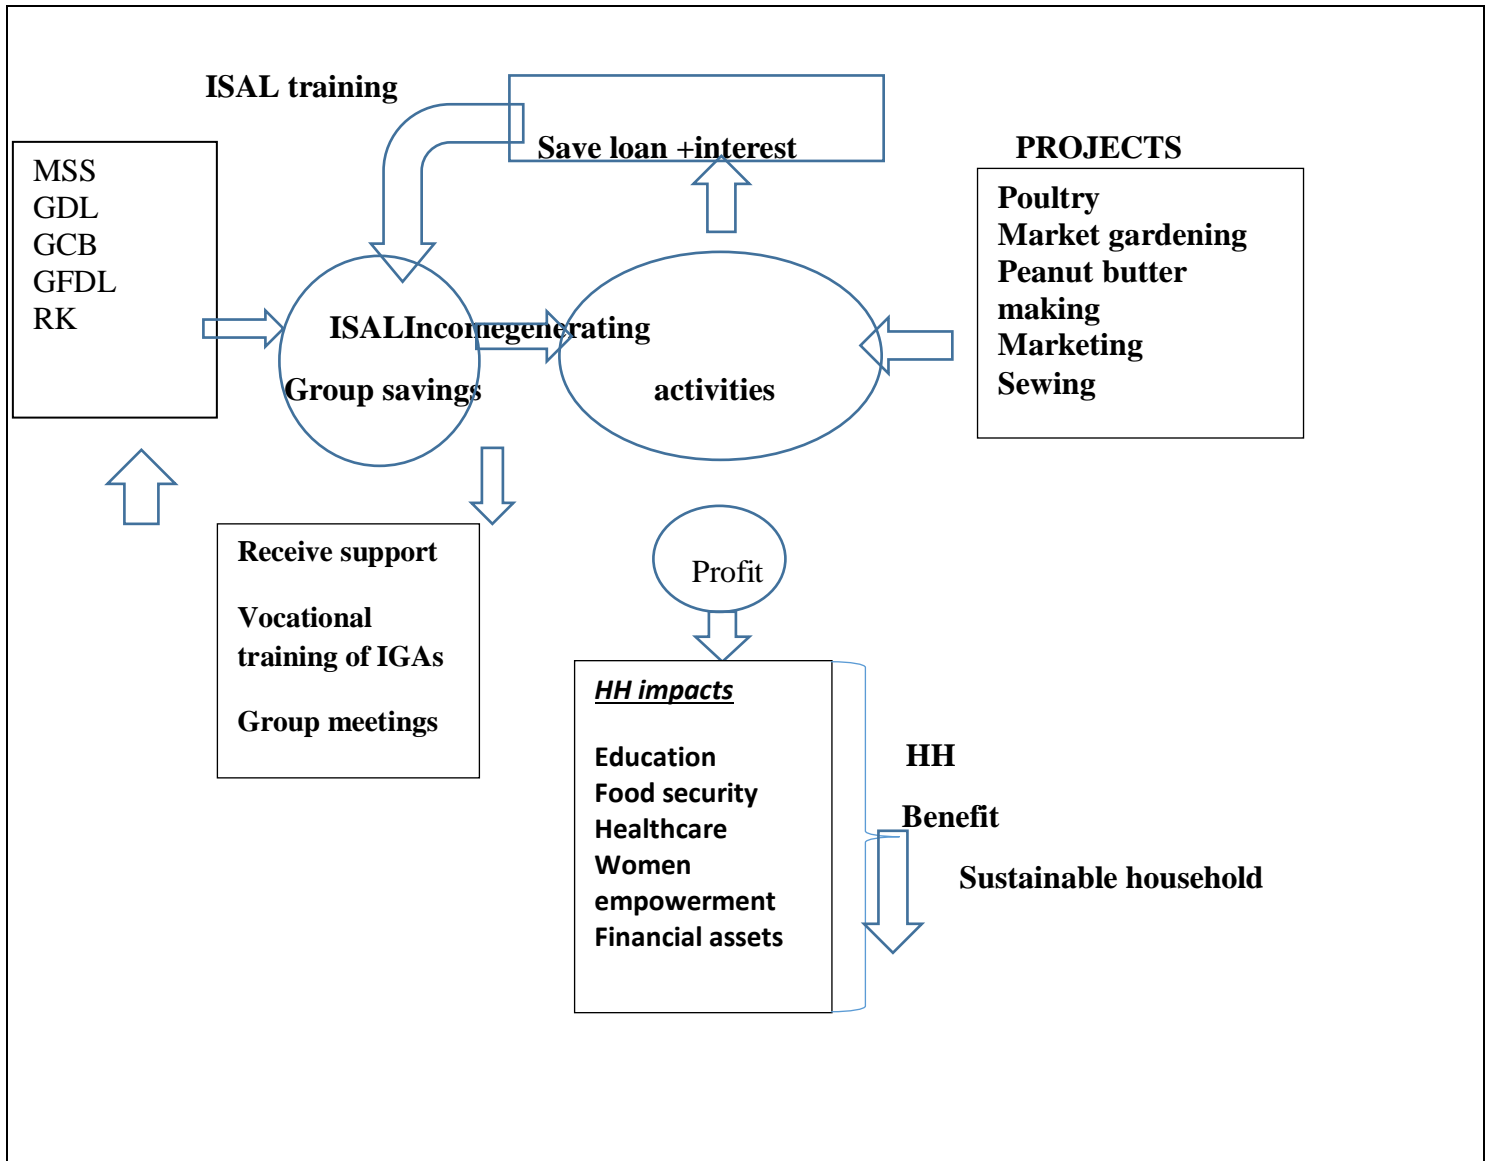 ISAL training
Save loan +interest
PROJECTS
MSS
GDL
GCB
GFDL
RK
ISALIncomegenerating
Group savings
activities
Poultry
Market gardening
Peanut butter
making
Marketing
Sewing
Receive support
Vocational
training of IGAs
Group meetings
Profit
HH impacts
Education
Food security
Healthcare
Women
empowerment
Financial assets
HH
Benefit
Sustainable household